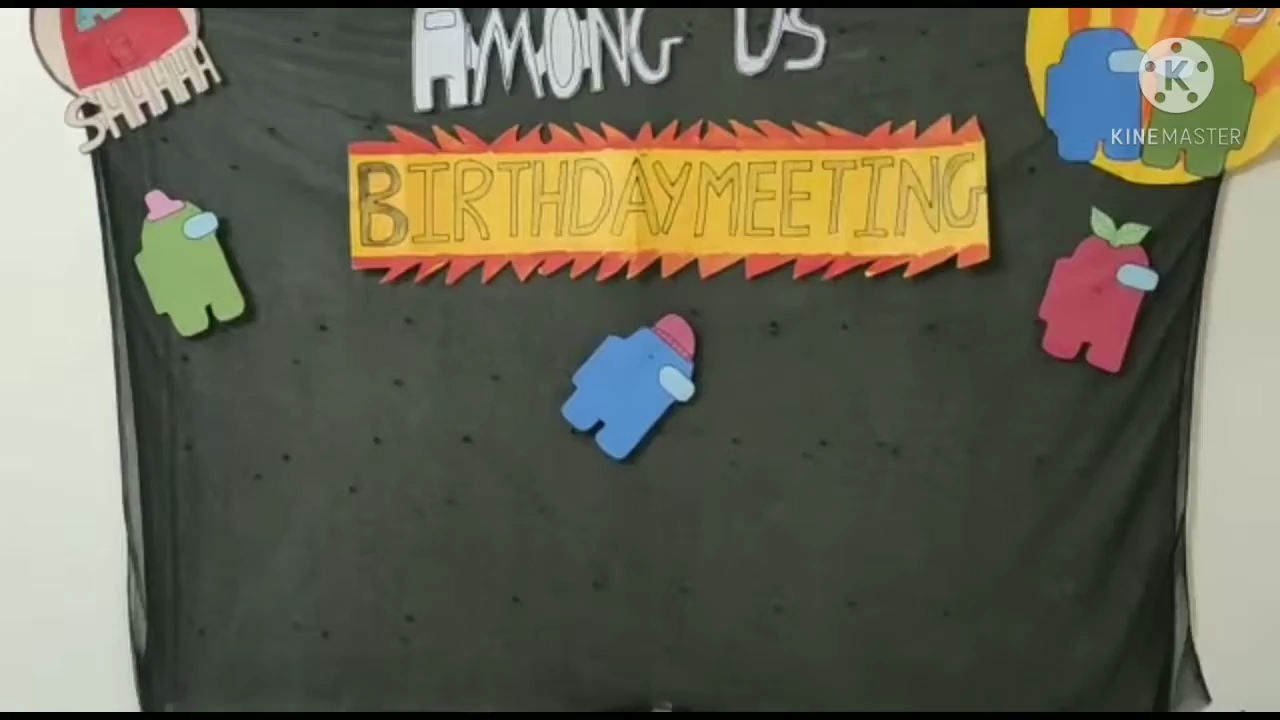 AMONG US
SHHHHH
BIRTHDAYMEETING
K
KINEMASTER